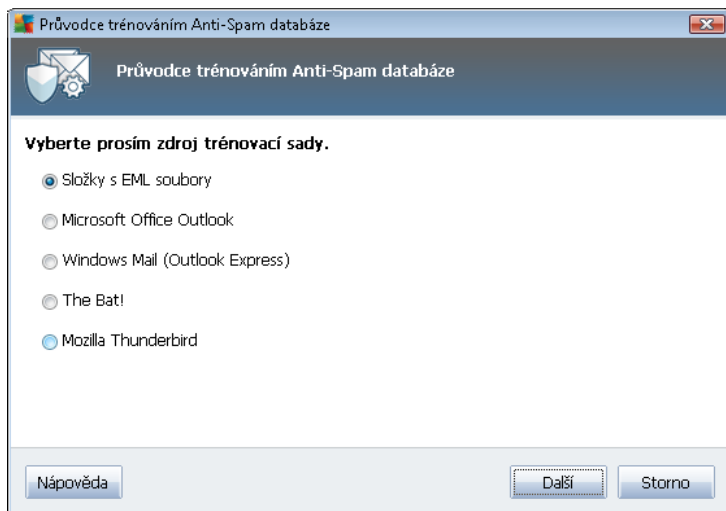 Průvodce trénováním Anti-Spam databáze
Průvodce trénováním Anti-Spam databáze
Vyberte prosím zdroj trénovací sady.
Složky s EML soubory
Microsoft Office Outlook
Windows Mail (Outlook Express)
The Bat!
Mozilla Thunderbird
Nápověda
Další
Storno